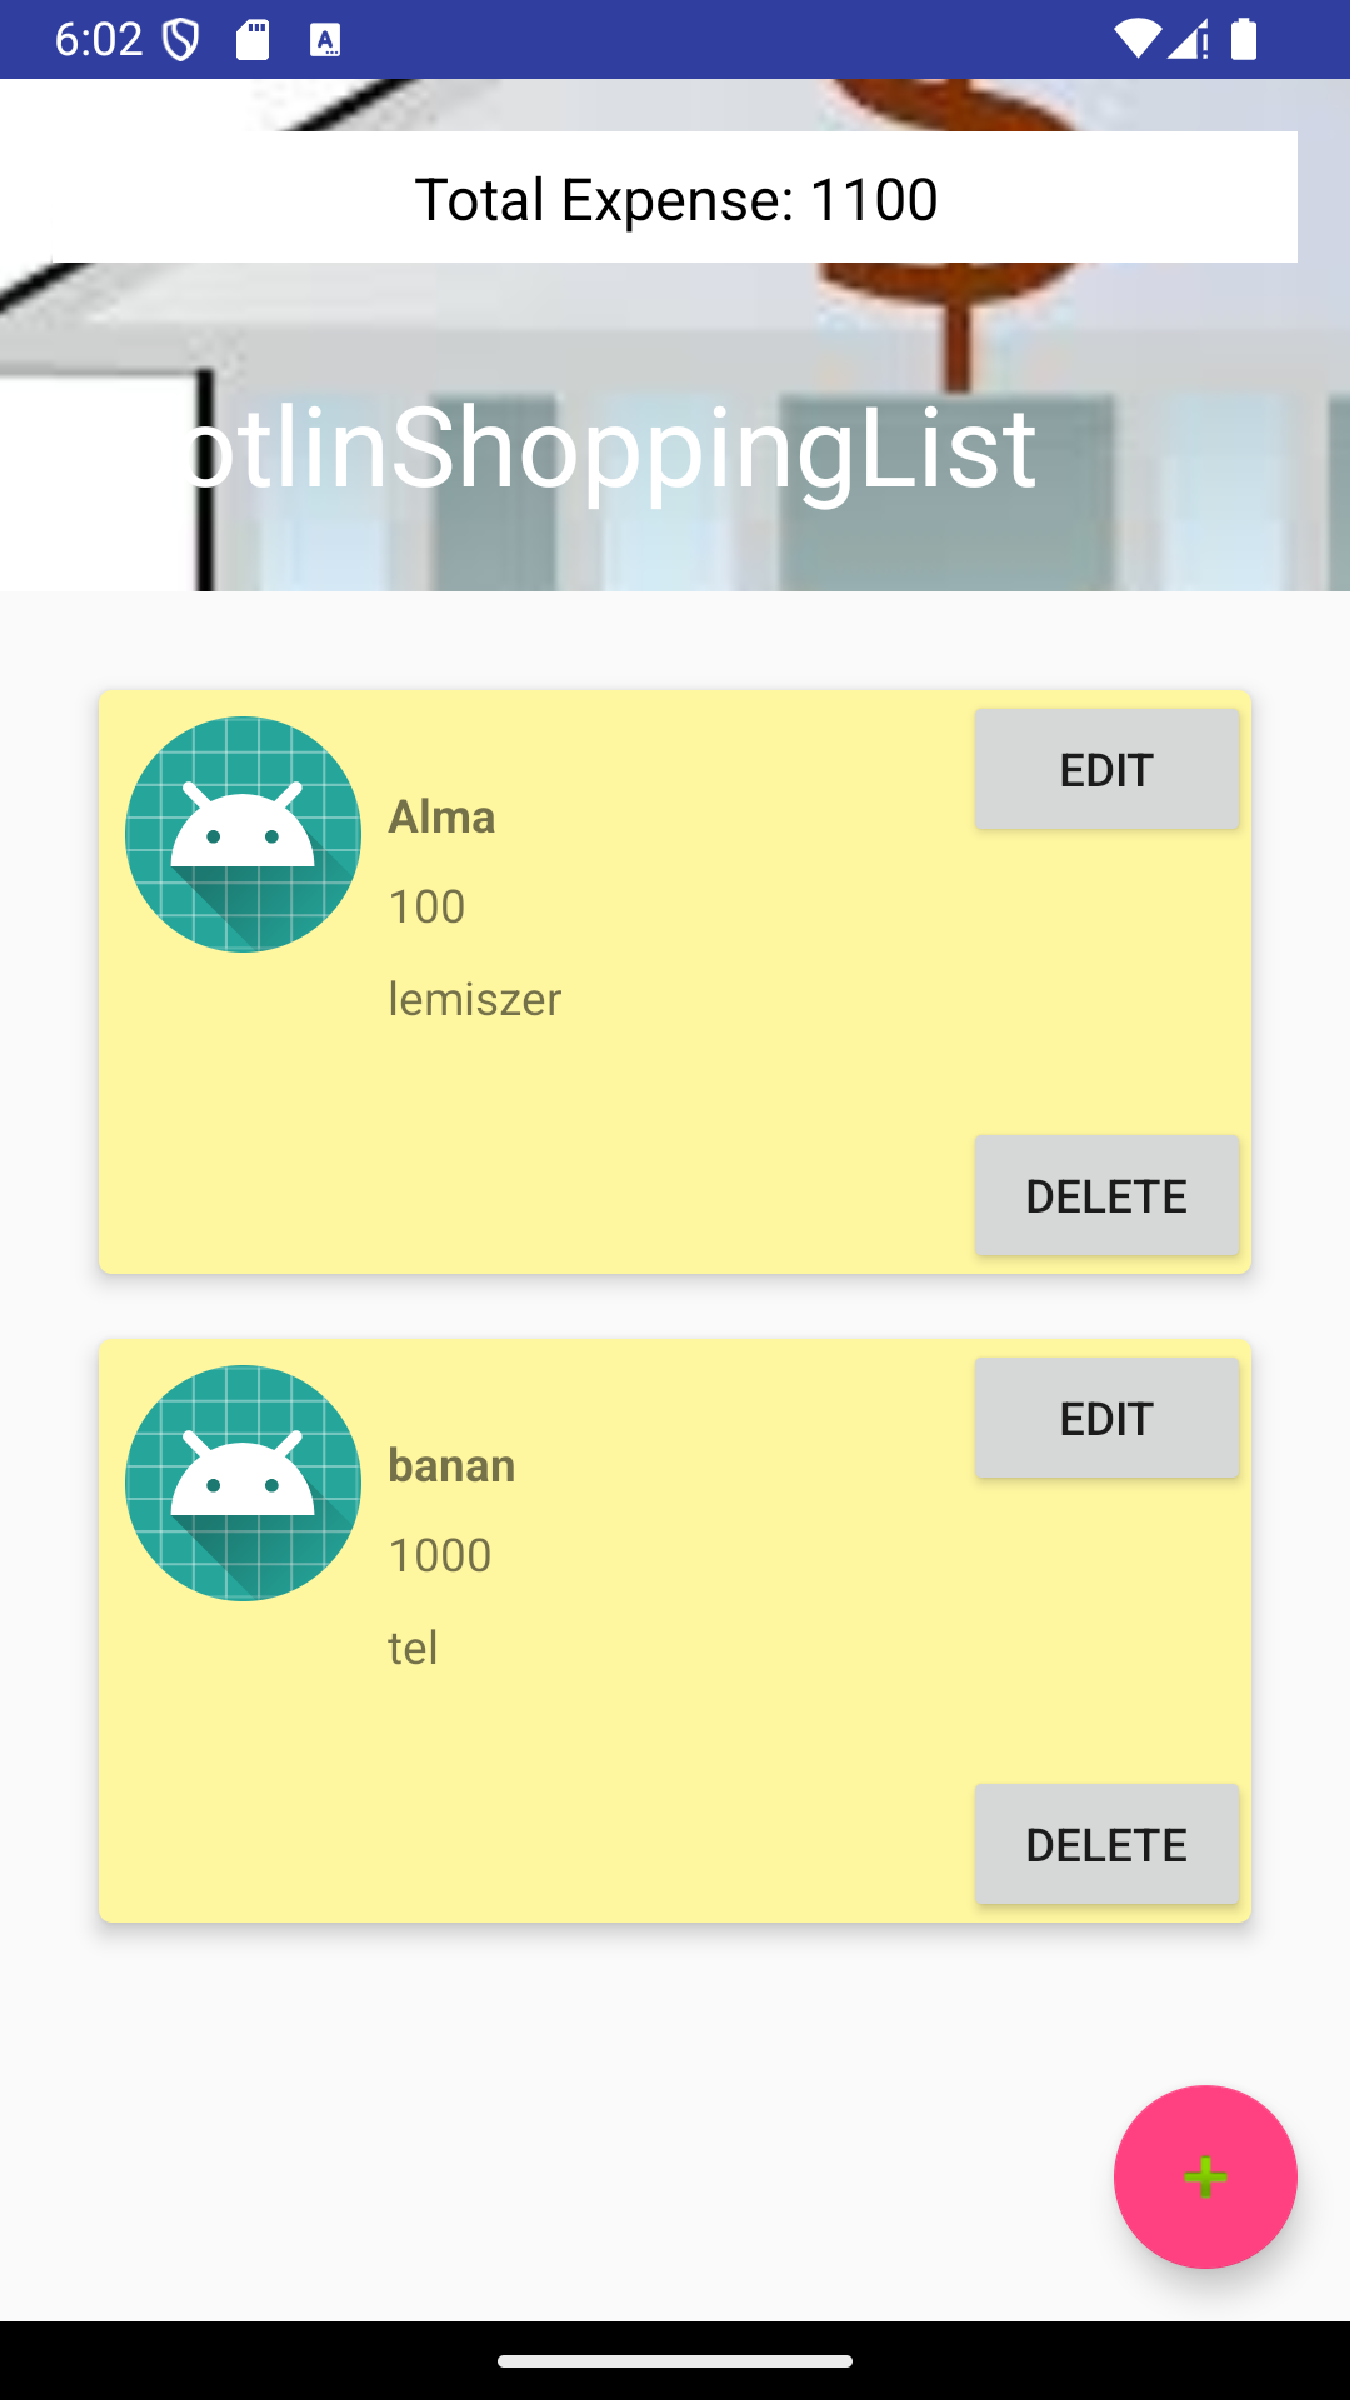 6:02
Total Expense: 1100
otlinShoppingList
EDIT
Alma
100
lemiszer
DELETE
EDIT
banan
1000
tel
DELETE